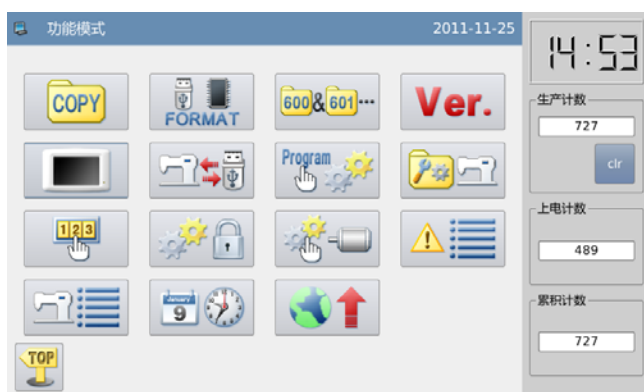 功能模式 2011-11-25
14:53
COPY
FORMAT
600&601···
Ver.
Program
123
January
9
TOP
生产计数
727
clr
上电计数
489
累积计数
727